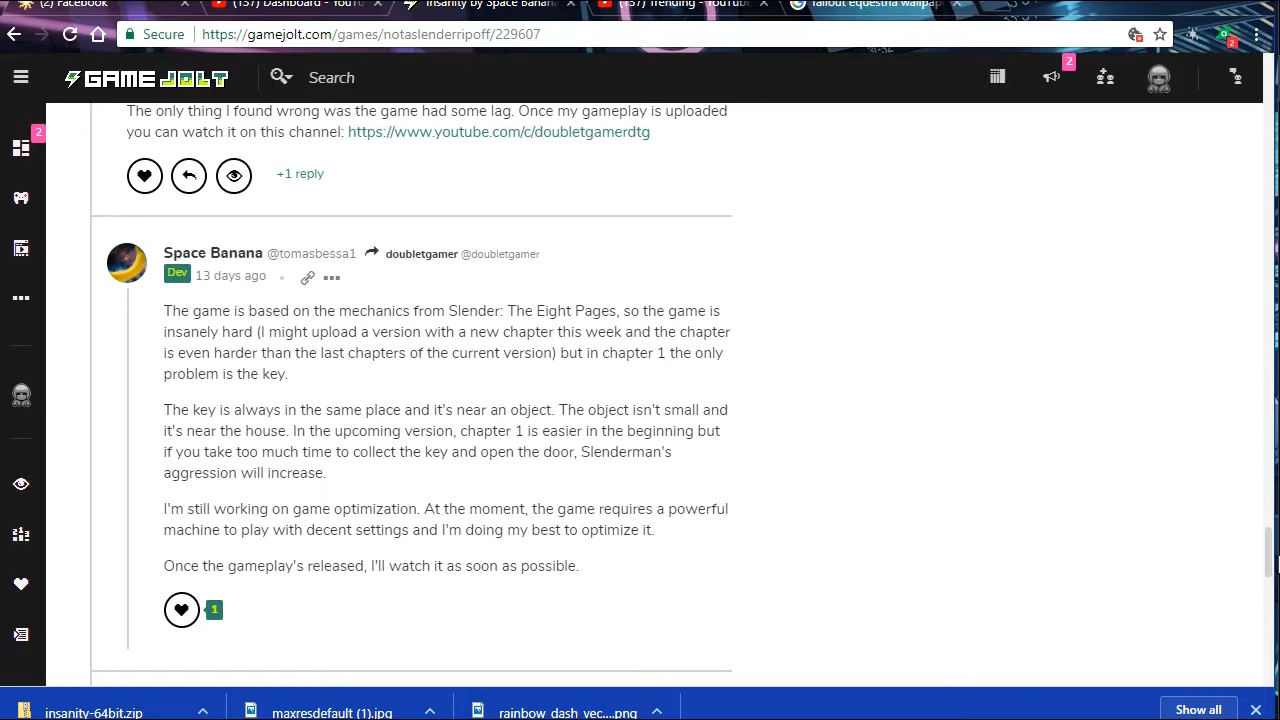 Facebook
(137) Dashboard - YouTu
Insanity by Space Banana
(137) Trending - YouTube
fallout equestria wallpap
Secure
https://gamejolt.com/games/notaslenderripoff/229607
2
GAME JOLT
Search
2
2
The only thing I found wrong was the game had some lag. Once my gameplay is uploaded
you can watch it on this channel: https://www.youtube.com/c/doubletgamerdtg
+1 reply
Space Banana @tomasbessa1 doubletgamer @doubletgamer
Dev 13 days ago
The game is based on the mechanics from Slender: The Eight Pages, so the game is
insanely hard (I might upload a version with a new chapter this week and the chapter
is even harder than the last chapters of the current version) but in chapter 1 the only
problem is the key.
The key is always in the same place and it's near an object. The object isn't small and
it's near the house. In the upcoming version, chapter 1 is easier in the beginning but
if you take too much time to collect the key and open the door, Slenderman's
aggression will increase.
I'm still working on game optimization. At the moment, the game requires a powerful
machine to play with decent settings and I'm doing my best to optimize it.
Once the gameplay's released, I'll watch it as soon as possible.
1
insanity-64bit.zip
maxresdefault (1).jpg
rainbow_dash_vec....png
Show all